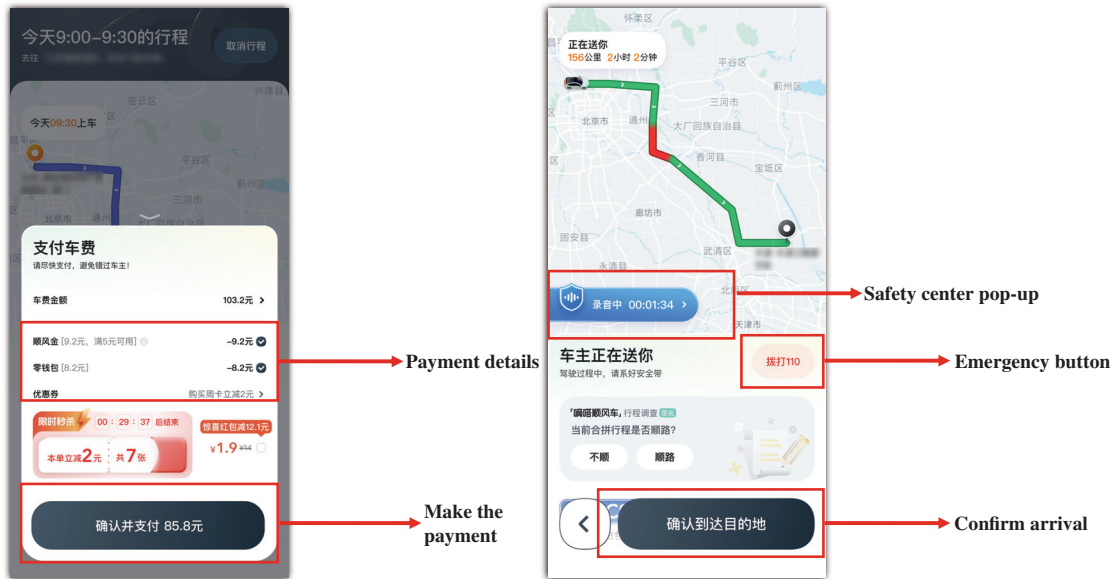 今天9:00-9:30的行程
取消行程
去往
兴隆县
密云区
今天09:30上车
昌平
平谷区
蓟州区
三河市
北京市
通州
支付车费
请尽快支付，避免错过车主！
车费金额
103.2元 >
顺风金 [9.2元，满5元可用]
-9.2元
零钱包 [8.2元]
-8.2元
优惠券
购买周卡立减2元 >
限时秒杀
00 : 29 : 37 后结束
惊喜红包减12.1元
本单立减2元
共7张
¥1.9 ¥14
确认并支付 85.8元
Payment details
Make the
payment
怀柔区
正在送你
156公里 2小时 2分钟
平谷区
蓟州区
三河市
北京市
通州
大厂回族自治县
香河县
宝坻区
廊坊市
固安县
武清区
永清县
录音中 00:01:34 >
天津市
车主正在送你
驾驶过程中，请系好安全带
拨打110
「嘀嗒顺风车」行程调查
当前合拼行程是否顺路?
不顺
顺路
确认到达目的地
Safety center pop-up
Emergency button
Confirm arrival